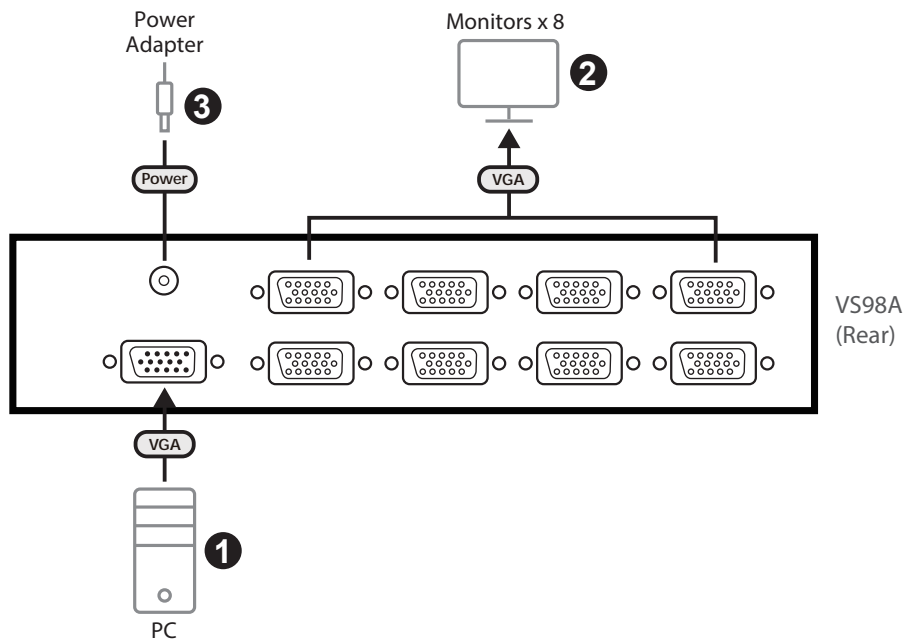 Power
Adapter
Monitors x 8
3
2
Power
VGA
VS98A
(Rear)
VGA
1
PC